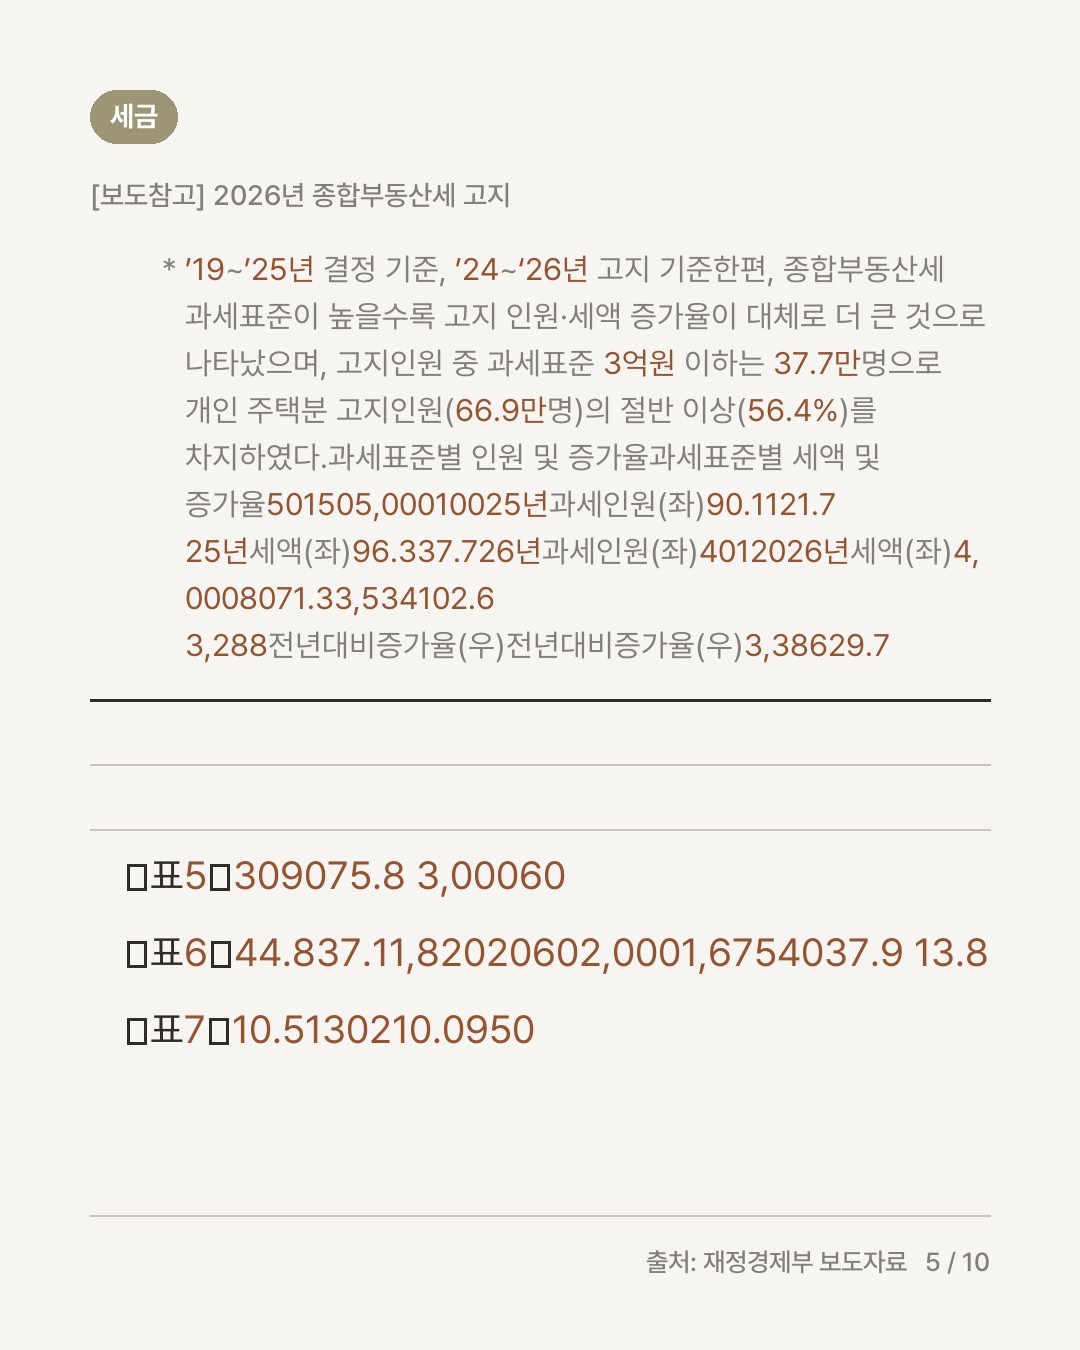 세금
[보도참고] 2026년 종합부동산세 고지
* ’19~’25년 결정 기준, ’24~‘26년 고지 기준한편, 종합부동산세
과세표준이 높을수록 고지 인원·세액 증가율이 대체로 더 큰 것으로
나타났으며, 고지인원 중 과세표준 3억원 이하는 37.7만명으로
개인 주택분 고지인원(66.9만명)의 절반 이상(56.4%)를
차지하였다.과세표준별 인원 및 증가율과세표준별 세액 및
증가율501505,00010025년과세인원(좌)90.1121.7
25년세액(좌)96.337.726년과세인원(좌)4012026년세액(좌)4,
0008071.33,534102.6
3,288전년대비증가율(우)전년대비증가율(우)3,38629.7
▯표5▯309075.8 3,00060
▯표6▯44.837.11,82020602,0001,6754037.9 13.8
▯표7▯10.5130210.0950
출처: 재정경제부 보도자료 5 / 10